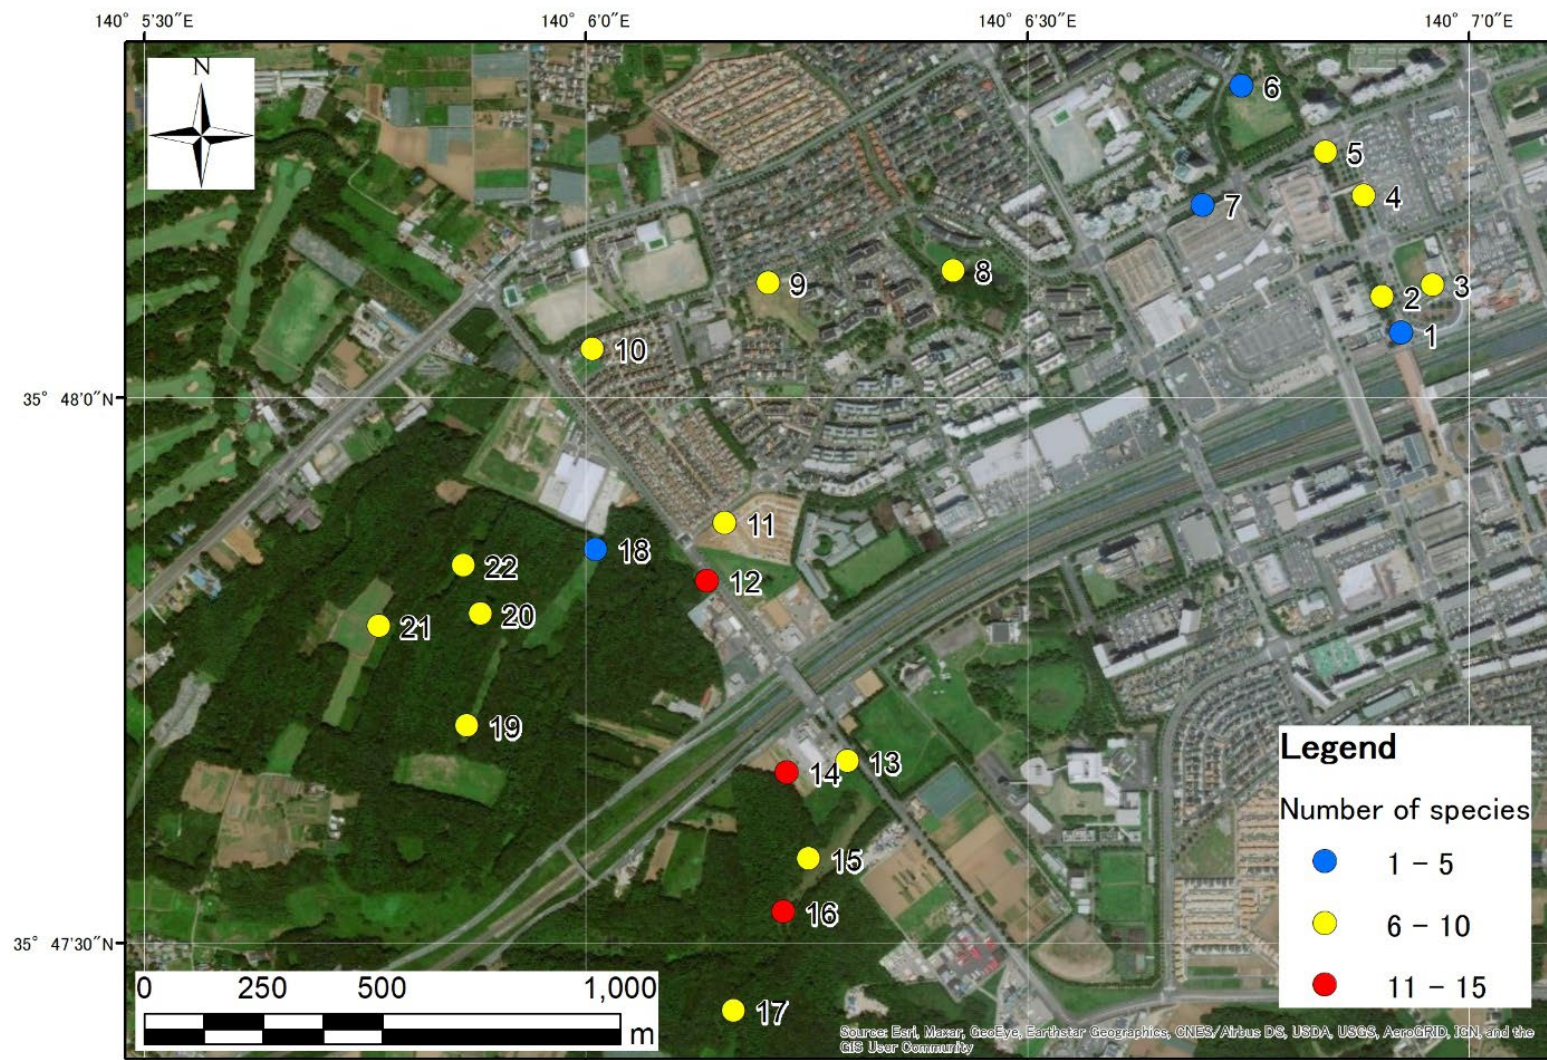 140° 5'30"E
140° 6'0"E
140° 6'30"E
140° 7'0"E
N
6
5
4
7
8
9
3
2
1
10
35° 48'0"N
11
18
12
22
20
21
19
13
14
15
16
35° 47'30"N
17
Legend
Number of species
1 - 5
6 - 10
11 - 15
0 250 500 1,000
m
Source: Esri, Maxar, GeoEye, Earthstar Geographics, CNES/Airbus DS, USDA, USGS, AeroGRID, IGN, and the
GIS User Community